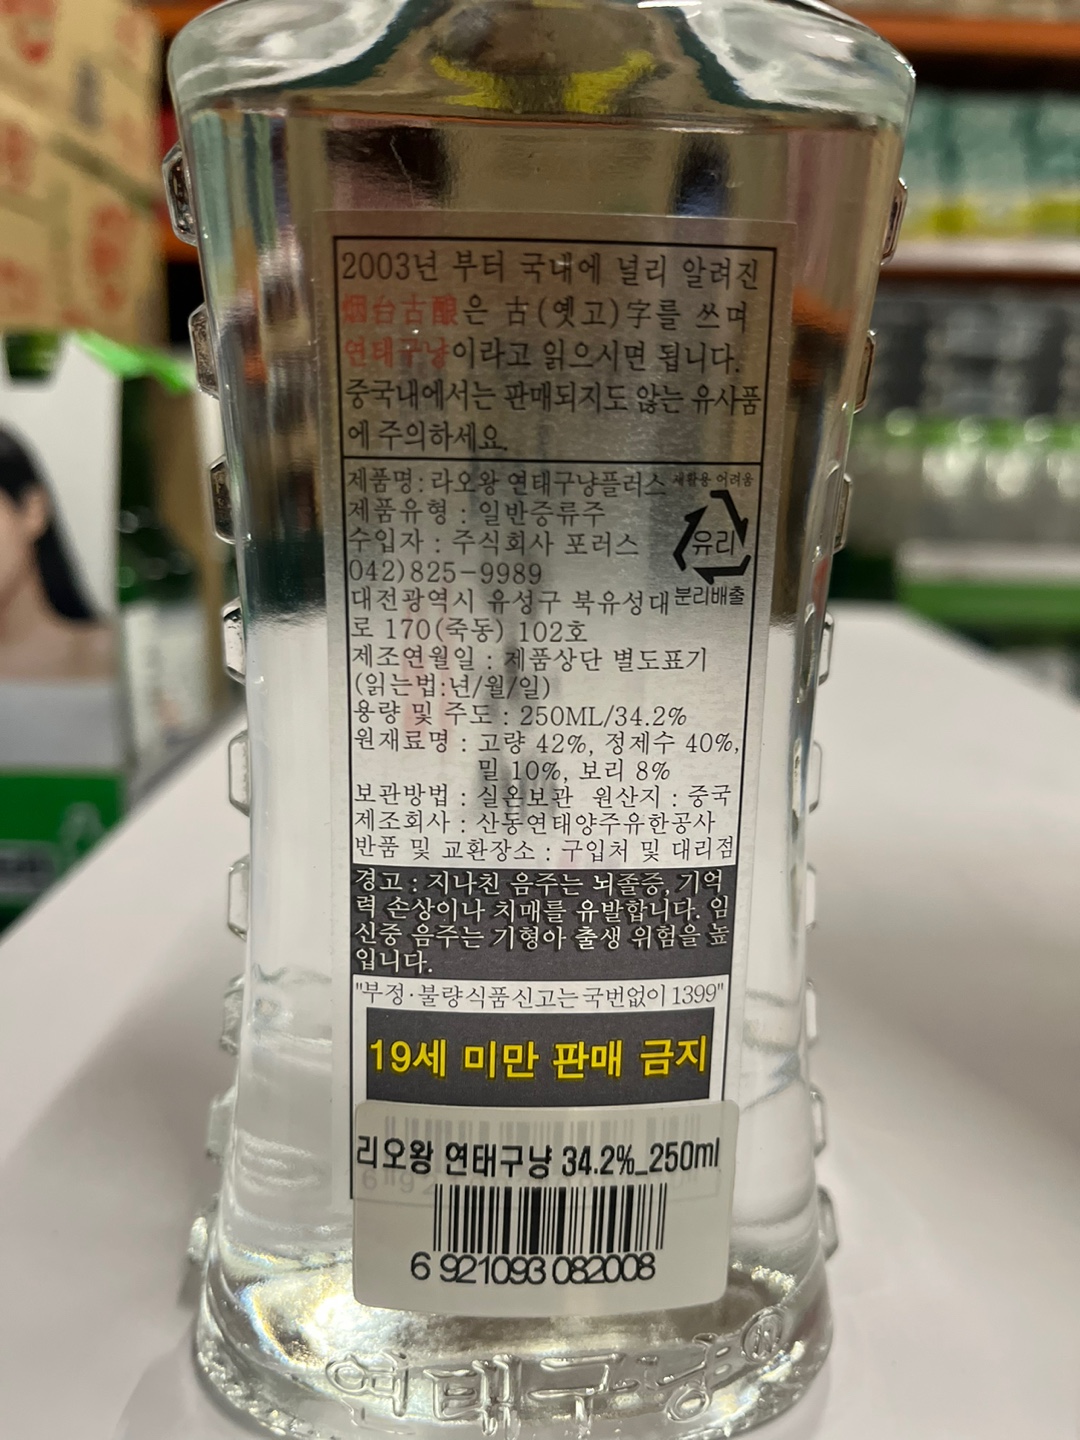 2003년 부터 국내에 널리 알려진
烟台古酿은 古(옛고)字를 쓰며
연태구냥이라고 읽으시면 됩니다.
중국내에서는 판매되지도 않는 유사품
에 주의하세요.
제품명: 라오왕 연태구냥플러스
재활용 어려움
제품유형 : 일반증류주
유리
수입자 : 주식회사 포러스
042)825-9989
분리배출
대전광역시 유성구 북유성대
로 170(죽동) 102호
제조연월일 : 제품상단 별도표기
(읽는법:년/월/일)
용량 및 주도 : 250ML/34.2%
원재료명 : 고량 42%, 정제수 40%,
밀 10%, 보리 8%
보관방법 : 실온보관 원산지 : 중국
제조회사 : 산동연태양주유한공사
반품 및 교환장소 : 구입처 및 대리점
경고 : 지나친 음주는 뇌졸증, 기억
력 손상이나 치매를 유발합니다. 임
신중 음주는 기형아 출생 위험을 높
입니다.
"부정·불량식품신고는국번없이1399"
19세 미만 판매 금지
리오왕 연태구냥 34.2%_250ml
6 921093 082008
연태구냥